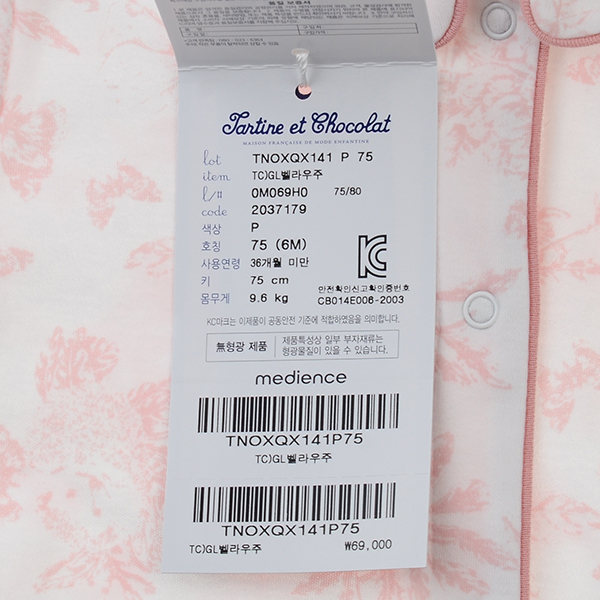 품질 보증서
Tartine et Chocolat
MAISON FRANÇAISE DE MODE ENFANTINE
lot TNOXQX141 P 75
item TC)GL벨라우주
l/# 0M069H0 75/80
code 2037179
색상 P
호칭 75 (6M)
사용연령 36개월 미만
키 75 cm
몸무게 9.6 kg
안전확인신고확인증번호
CB014E006-2003
KC마크는 이제품이 공동안전 기준에 적합하였음을 의미합니다.
無형광 제품
제품특성상 일부 부자재류는
형광물질이 있을 수 있습니다.
medience
TNOXQX141P75
TC)GL벨라우주
TNOXQX141P75
TC)GL벨라우주 ₩69,000